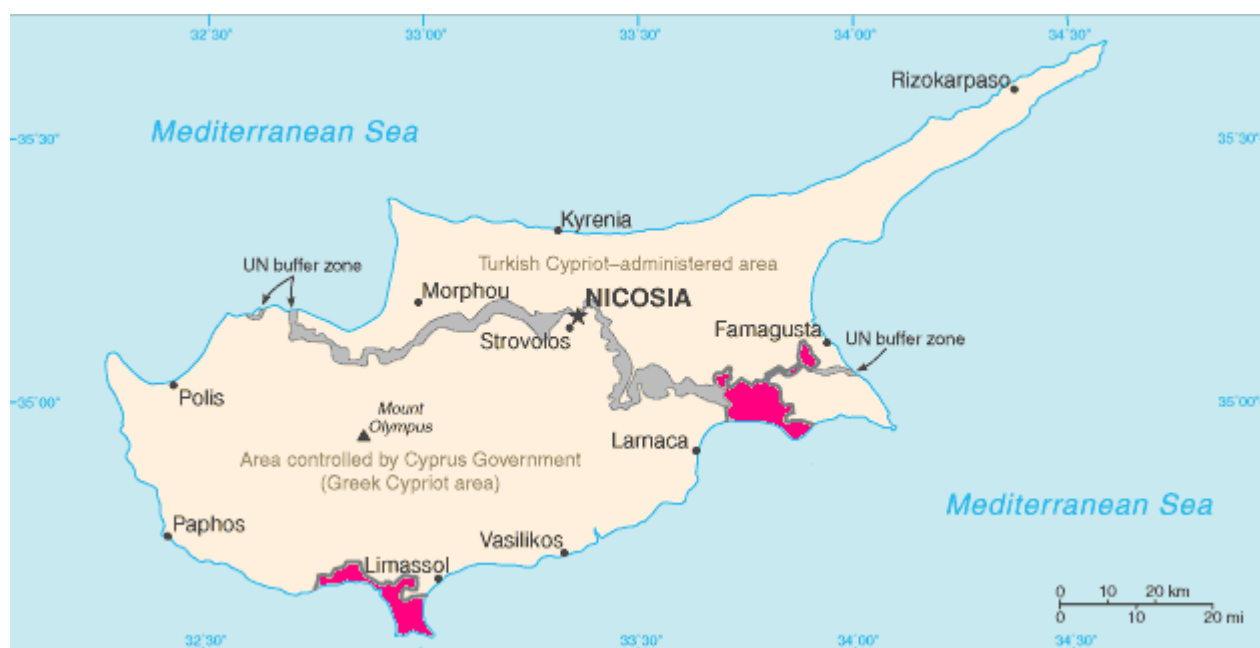 32°30" 33°00" 33°30" 34°00" 34°30"
Rizokarpaso
Mediterranean Sea
35°30" 35°30"
Kyrenia
UN buffer zone
Turkish Cypriot–administered area
Morphou
NICOSIA
Strovolos
Famagusta
UN buffer zone
Polis
35°00" 35°00"
Mount
Olympus
Larnaca
Area controlled by Cyprus Government
(Greek Cypriot area)
Mediterranean Sea
Paphos
Vasilikos
Limassol
0 10 20 km
0 10 20 mi
32°30" 33°30" 34°00" 34°30"